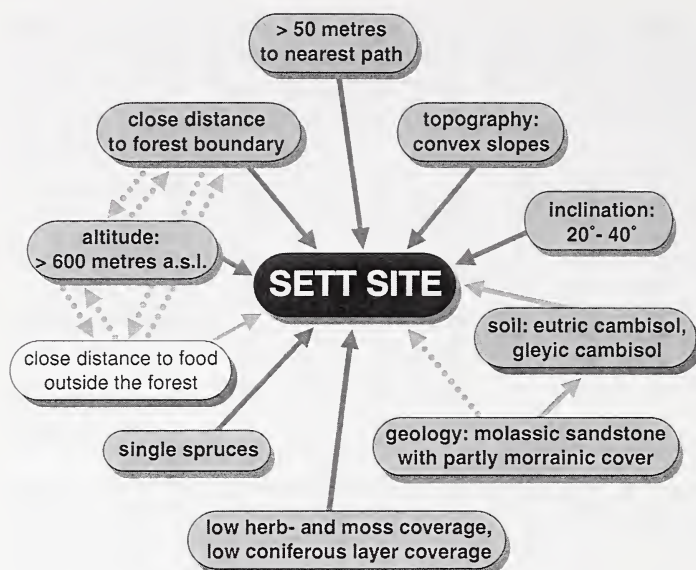 > 50 metres
to nearest path
close distance
to forest boundary
topography:
convex slopes
altitude:
> 600 metres a.s.l.
inclination:
20°- 40°
SETT SITE
soil: eutric cambisol,
gleyic cambisol
close distance to food
outside the forest
single spruces
geology: molassic sandstone
with partly morrainic cover
low herb- and moss coverage,
low coniferous layer coverage